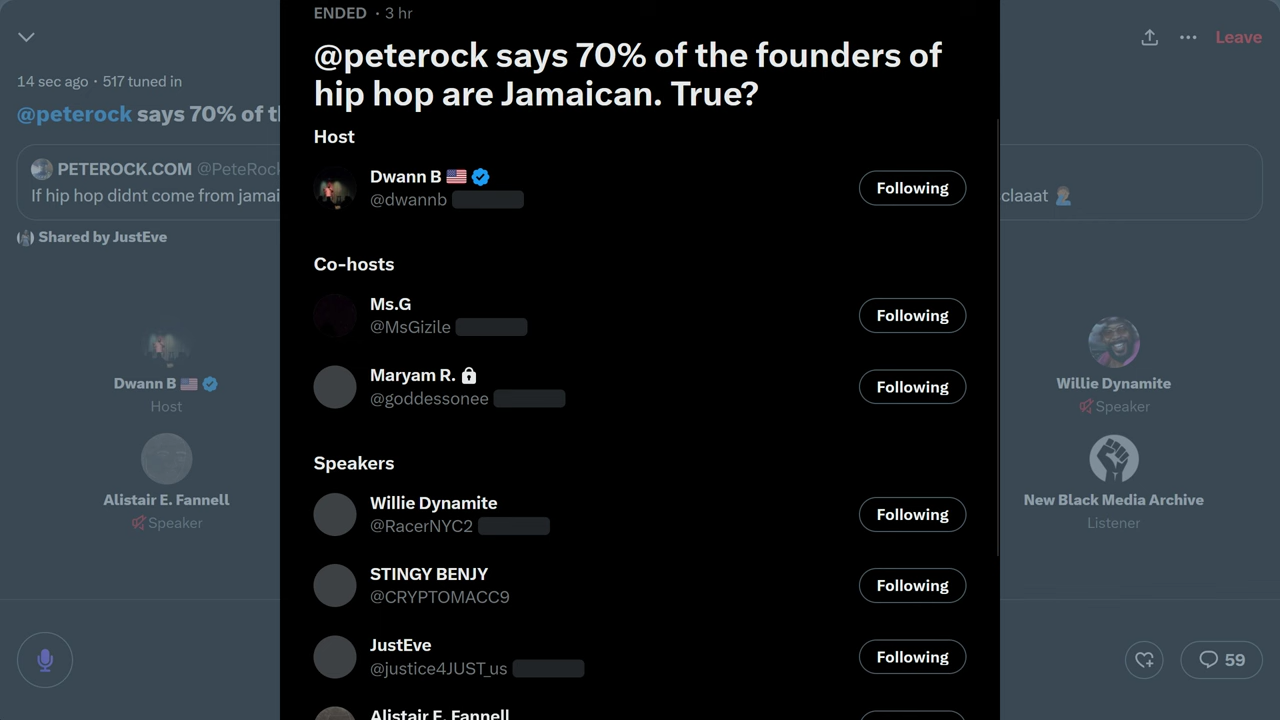 ENDED · 3 hr
@peterock says 70% of the founders of
hip hop are Jamaican. True?
Host
Dwann B
@dwannb
Following
Co-hosts
Ms.G
@MsGizile
Following
Maryam R.
@goddessonee
Following
Speakers
Willie Dynamite
@RacerNYC2
Following
STINGY BENJY
@CRYPTOMACC9
Following
JustEve
@justice4JUST_us
Following
Alistair E. Fannell
14 sec ago · 517 tuned in
@peterock says 70% of t
PETEROCK.COM @PeteRoc
If hip hop didnt come from jamai
claaat
Shared by JustEve
Dwann B
Host
Alistair E. Fannell
Speaker
Leave
Willie Dynamite
Speaker
New Black Media Archive
Listener
59